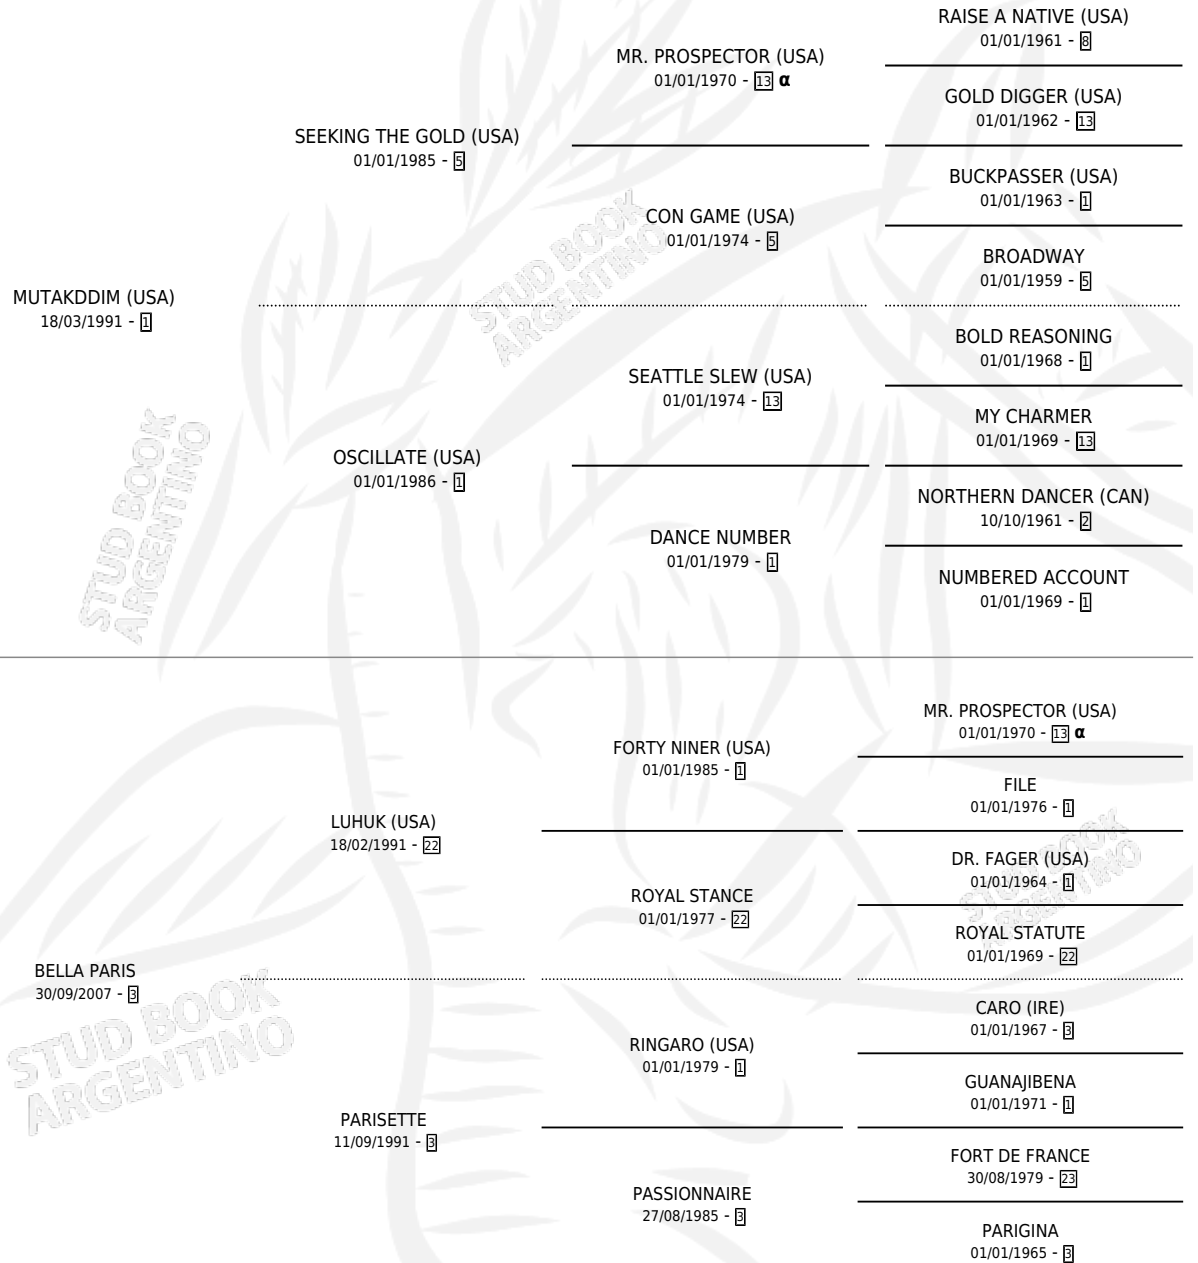 RAISE A NATIVE (USA)
01/01/1961 - 8
MR. PROSPECTOR (USA)
01/01/1970 - 13 α
GOLD DIGGER (USA)
01/01/1962 - 13
SEEKING THE GOLD (USA)
01/01/1985 - 5
BUCKPASSER (USA)
01/01/1963 - 1
CON GAME (USA)
01/01/1974 - 5
BROADWAY
01/01/1959 - 5
STUD BOOK
ARGENTINO
MUTAKDDIM (USA)
18/03/1991 - 1
BOLD REASONING
01/01/1968 - 1
SEATTLE SLEW (USA)
01/01/1974 - 13
MY CHARMER
01/01/1969 - 13
OSCILLATE (USA)
01/01/1986 - 1
NORTHERN DANCER (CAN)
10/10/1961 - 2
DANCE NUMBER
01/01/1979 - 1
NUMBERED ACCOUNT
01/01/1969 - 1
STUD BOOK
ARGENTINO
MR. PROSPECTOR (USA)
01/01/1970 - 13 α
FORTY NINER (USA)
01/01/1985 - 1
FILE
01/01/1976 - 1
LUHUK (USA)
18/02/1991 - 22
DR. FAGER (USA)
01/01/1964 - 1
ROYAL STANCE
01/01/1977 - 22
ROYAL STATUTE
01/01/1969 - 22
STUD BOOK
ARGENTINO
BELLA PARIS
30/09/2007 - 3
CARO (IRE)
01/01/1967 - 3
RINGARO (USA)
01/01/1979 - 1
GUANAJIBENA
01/01/1971 - 1
STUD BOOK
ARGENTINO
PARISETTE
11/09/1991 - 3
FORT DE FRANCE
30/08/1979 - 23
PASSIONNAIRE
27/08/1985 - 3
PARIGINA
01/01/1965 - 3